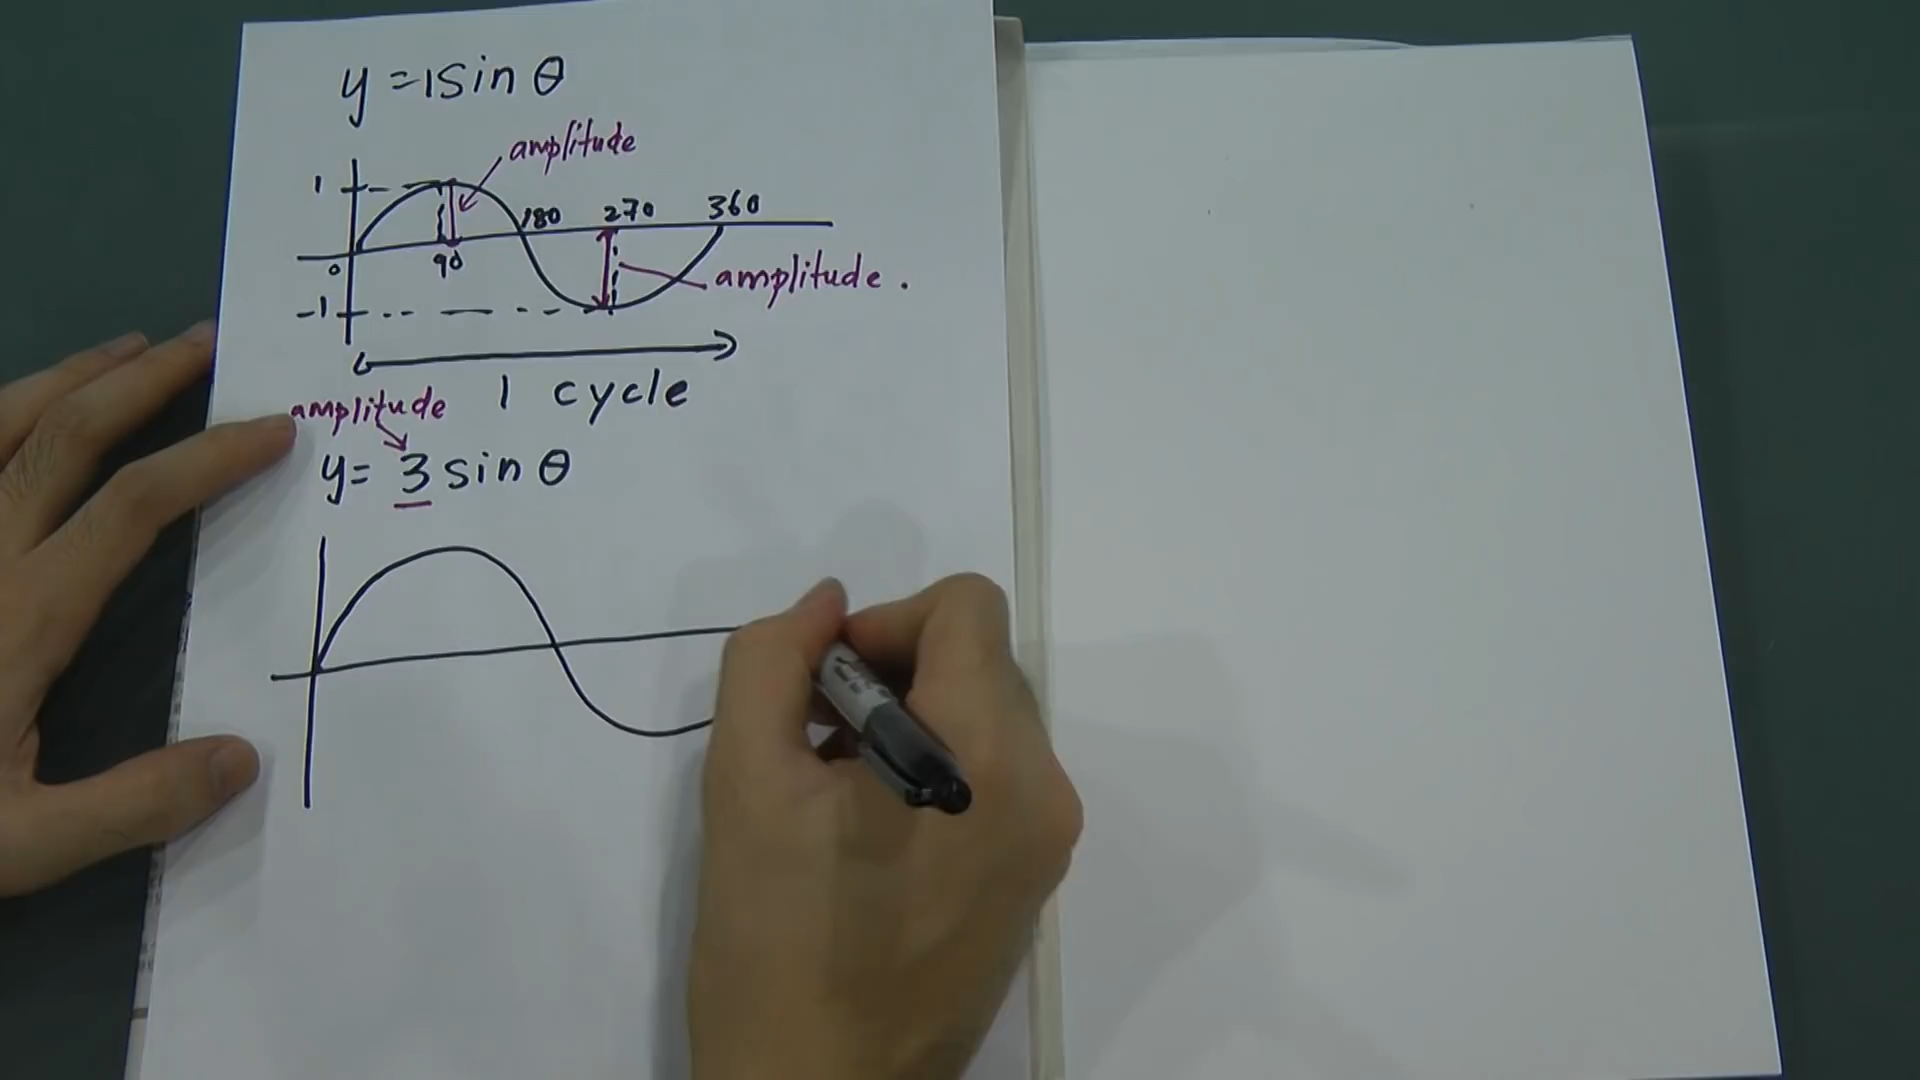 y = 1sin θ
amplitude
1
180 270 360
0 90
amplitude.
-1
1 cycle
amplitude
y = 3 sin θ